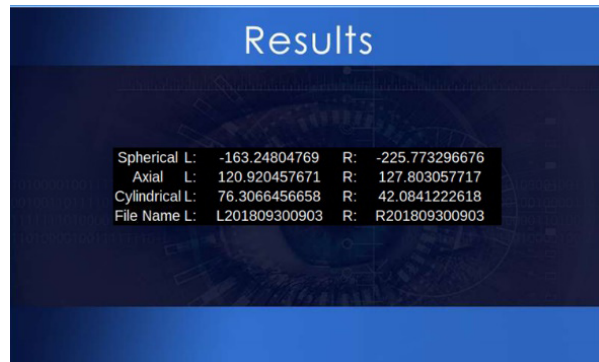 Results
Spherical L: -163.24804769 R: -225.773296676
Axial L: 120.920457671 R: 127.803057717
Cylindrical L: 76.3066456658 R: 42.0841222618
File Name L: L201809300903 R: R201809300903